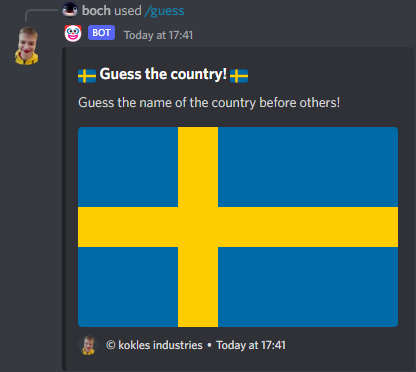 boch used /guess
BOT Today at 17:41
Guess the country!
Guess the name of the country before others!
© kokles industries • Today at 17:41